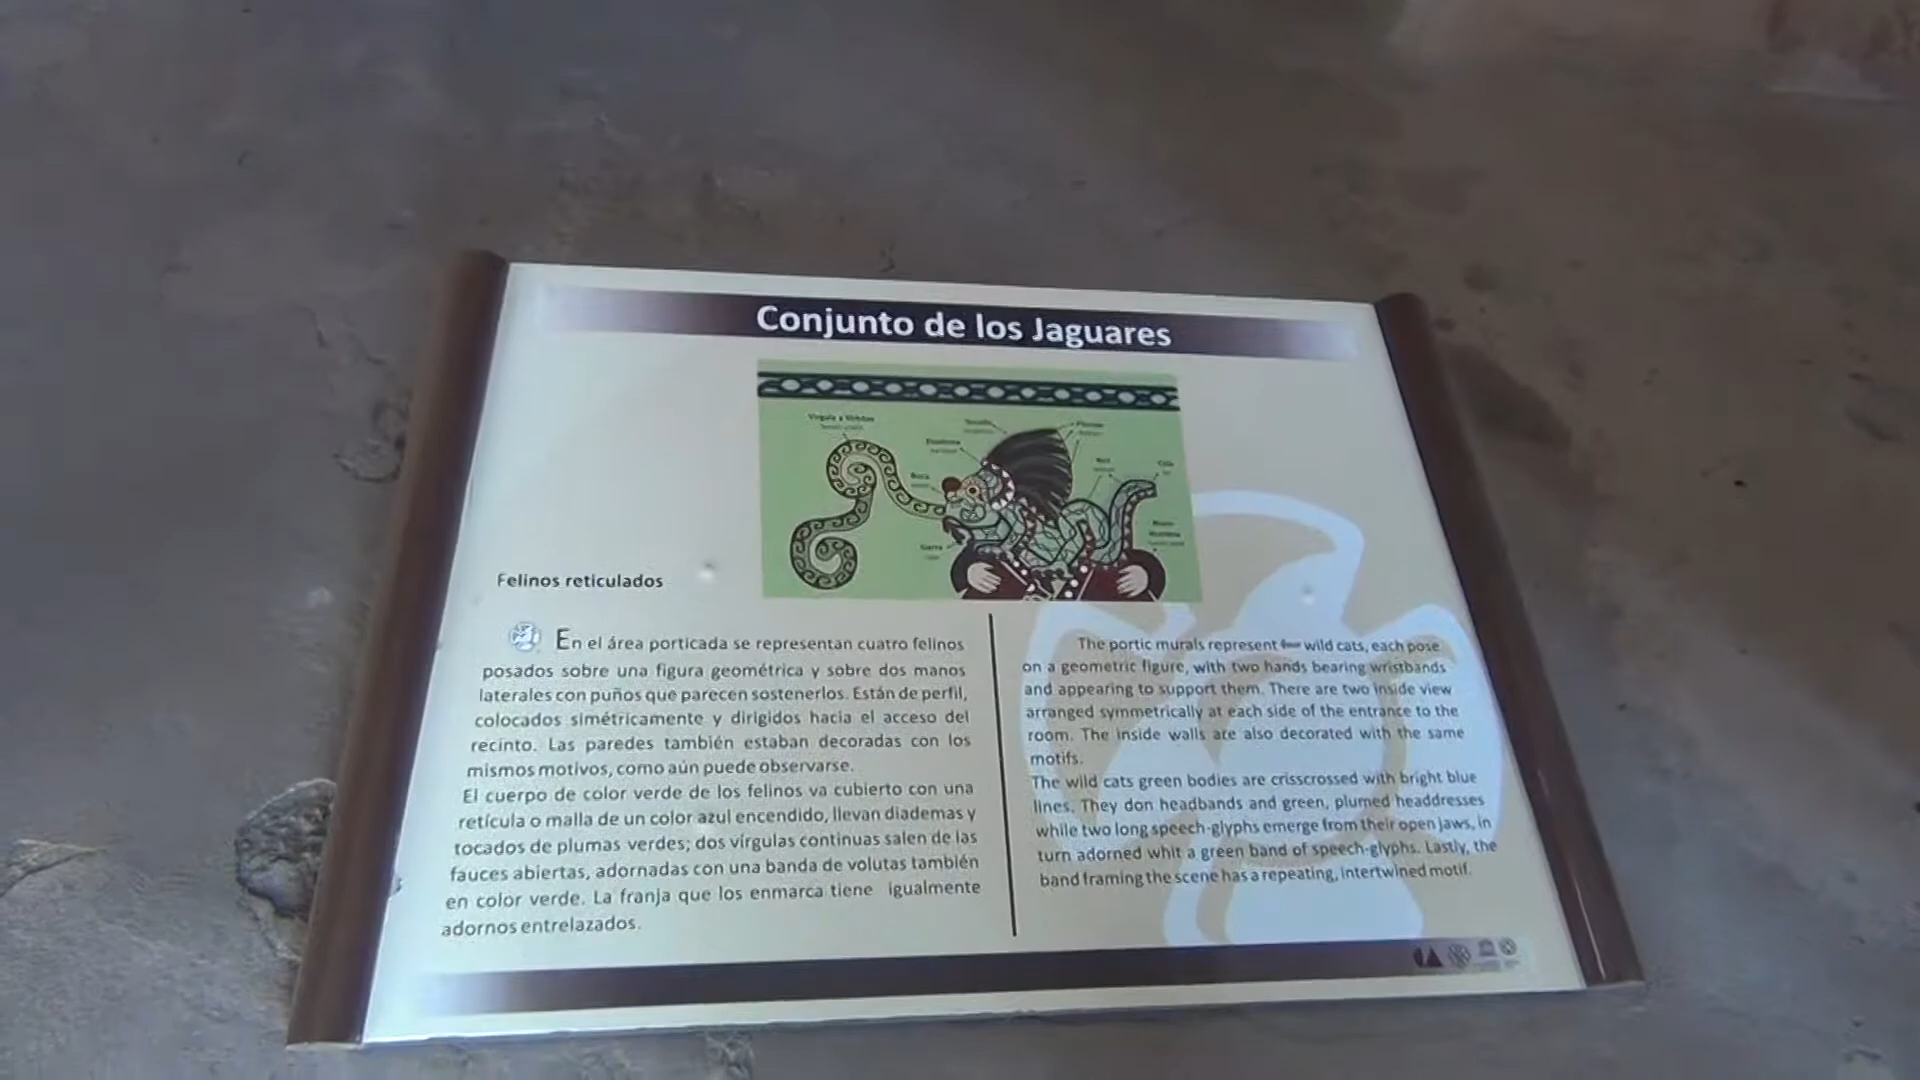 Conjunto de los Jaguares
Vírgula o Vírgulas
Boca
Garra
Cola
Felinos reticulados
En el área porticada se representan cuatro felinos
posados sobre una figura geométrica y sobre dos manos
laterales con puños que parecen sostenerlos. Están de perfil,
colocados simétricamente y dirigidos hacia el acceso del
recinto. Las paredes también estaban decoradas con los
mismos motivos, como aún puede observarse.
El cuerpo de color verde de los felinos va cubierto con una
retícula o malla de un color azul encendido, llevan diademas y
tocados de plumas verdes; dos vírgulas continuas salen de las
fauces abiertas, adornadas con una banda de volutas también
en color verde. La franja que los enmarca tiene igualmente
adornos entrelazados.
The portic murals represent four wild cats, each pose
on a geometric figure, with two hands bearing wristbands
and appearing to support them. There are two inside view
arranged symmetrically at each side of the entrance to the
room. The inside walls are also decorated with the same
motifs.
The wild cats green bodies are crisscrossed with bright blue
lines. They don headbands and green, plumed headdresses
while two long speech-glyphs emerge from their open jaws, in
turn adorned whit a green band of speech-glyphs. Lastly, the
band framing the scene has a repeating, intertwined motif.